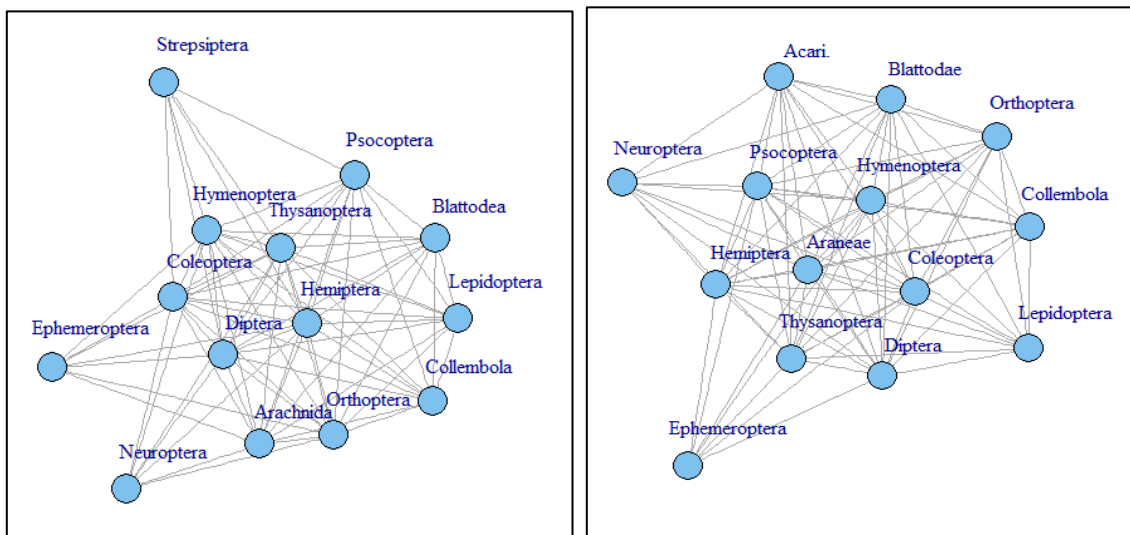 Strepsiptera
Psocoptera
Hymenoptera
Thysanoptera
Blattodea
Coleoptera
Hemiptera
Lepidoptera
Ephemeroptera
Diptera
Collembola
Arachnida
Orthoptera
Neuroptera
Acari.
Blattodae
Orthoptera
Neuroptera
Psocoptera
Hymenoptera
Collembola
Hemiptera
Araneae
Coleoptera
Lepidoptera
Thysanoptera
Diptera
Ephemeroptera